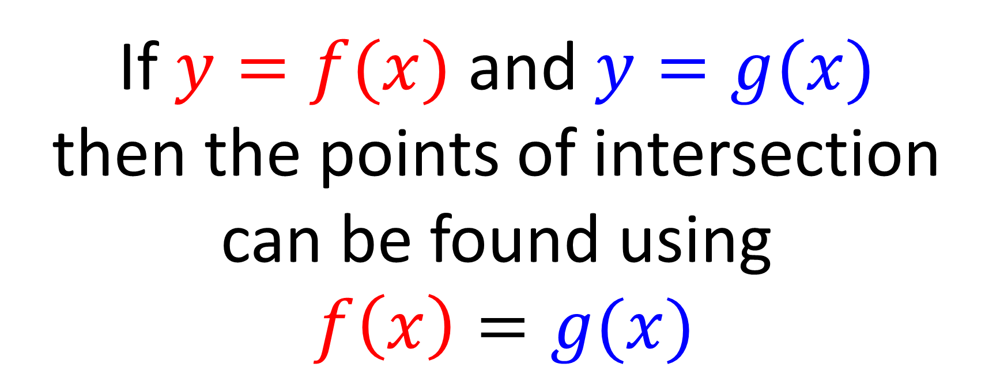 If y = f(x) and y = g(x)
then the points of intersection
can be found using
f(x) = g(x)